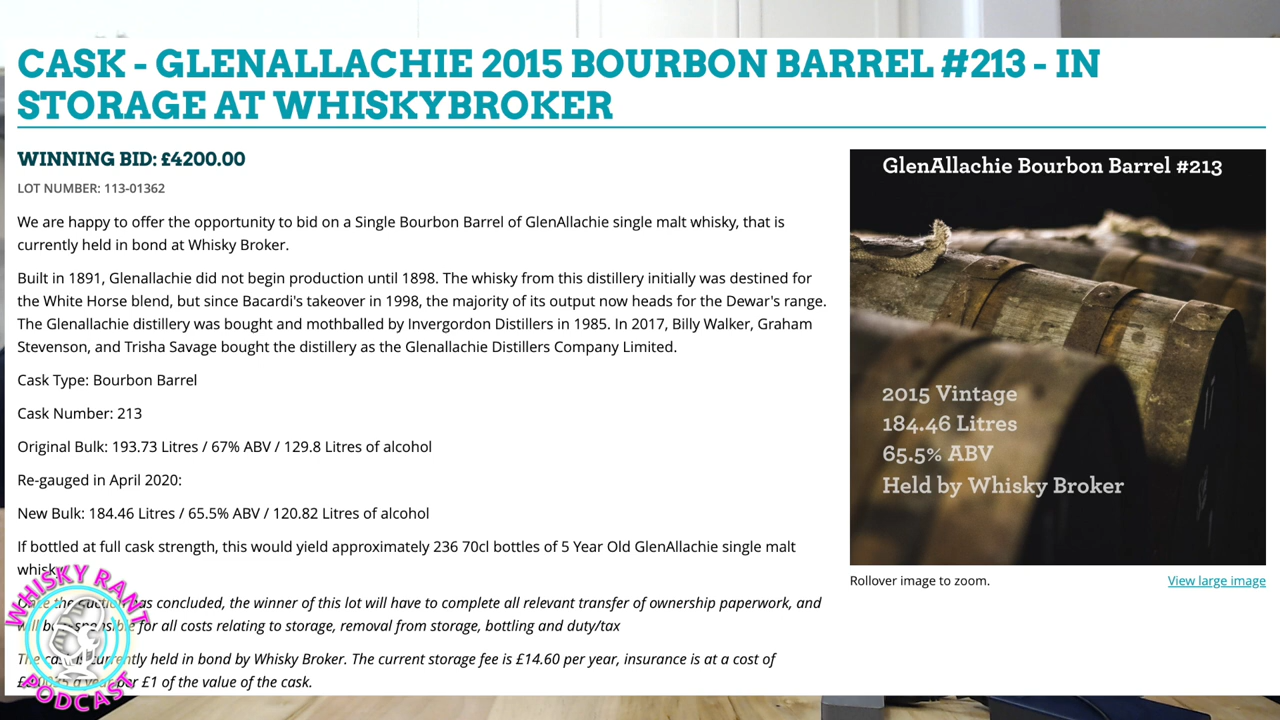 CASK - GLENALLACHIE 2015 BOURBON BARREL #213 - IN
STORAGE AT WHISKYBROKER
WINNING BID: £4200.00
LOT NUMBER: 113-01362
We are happy to offer the opportunity to bid on a Single Bourbon Barrel of GlenAllachie single malt whisky, that is
currently held in bond at Whisky Broker.
Built in 1891, Glenallachie did not begin production until 1898. The whisky from this distillery initially was destined for
the White Horse blend, but since Bacardi's takeover in 1998, the majority of its output now heads for the Dewar's range.
The Glenallachie distillery was bought and mothballed by Invergordon Distillers in 1985. In 2017, Billy Walker, Graham
Stevenson, and Trisha Savage bought the distillery as the Glenallachie Distillers Company Limited.
Cask Type: Bourbon Barrel
Cask Number: 213
Original Bulk: 193.73 Litres / 67% ABV / 129.8 Litres of alcohol
Re-gauged in April 2020:
New Bulk: 184.46 Litres / 65.5% ABV / 120.82 Litres of alcohol
If bottled at full cask strength, this would yield approximately 236 70cl bottles of 5 Year Old GlenAllachie single malt
whisky
Once the auction has concluded, the winner of this lot will have to complete all relevant transfer of ownership paperwork, and
will be responsible for all costs relating to storage, removal from storage, bottling and duty/tax
The cask is currently held in bond by Whisky Broker. The current storage fee is £14.60 per year, insurance is at a cost of
a year per £1 of the value of the cask.
GlenAllachie Bourbon Barrel #213
2015 Vintage
184.46 Litres
65.5% ABV
Held by Whisky Broker
Rollover image to zoom.
View large image
WHISKY RANT
PODCAST